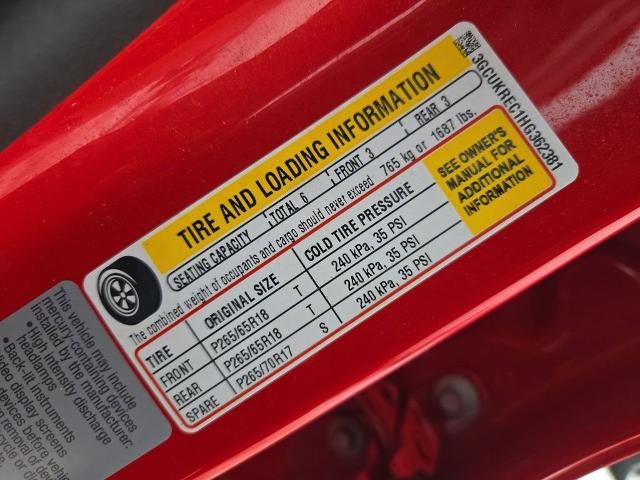 3GCUKREC1HG362381
TIRE AND LOADING INFORMATION
SEATING CAPACITY TOTAL 6 FRONT 3 REAR 3
The combined weight of occupants and cargo should never exceed 765 kg or 1687 lbs.
TIRE ORIGINAL SIZE COLD TIRE PRESSURE
FRONT P265/65R18 T 240 kPa, 35 PSI
REAR P265/65R18 T 240 kPa, 35 PSI
SPARE P265/70R17 S 240 kPa, 35 PSI
SEE OWNER'S
MANUAL FOR
ADDITIONAL
INFORMATION
This vehicle may include
mercury-containing devices
installed by the manufacturer:
• High intensity discharge
headlamps
• Back-lit instruments
display screens
before vehicle